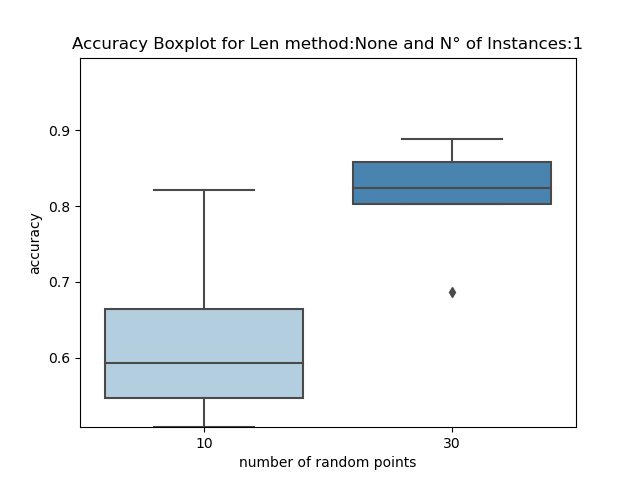 Accuracy Boxplot for Len method:None and N° of Instances:1
accuracy
0.9
0.8
0.7
0.6
10
30
number of random points